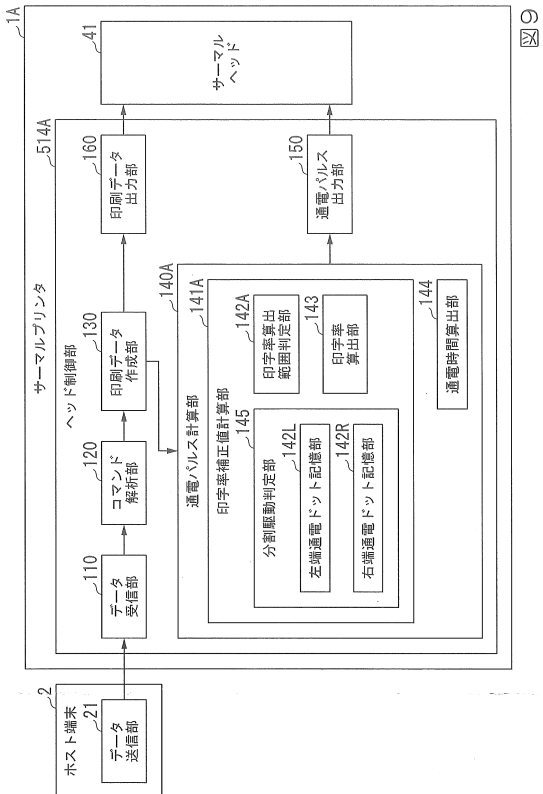 図6
1A
サーマルプリンタ
514A
ヘッド制御部
2
ホスト端末
21
データ
送信部
110
データ
受信部
120
コマンド
解析部
130
印刷データ
作成部
160
印刷データ
出力部
41
サーマル
ヘッド
140A
通電パルス計算部
141A
印字率補正値計算部
145
分割駆動判定部
142L
左端通電ドット記憶部
142R
右端通電ドット記憶部
142A
印字率算出
範囲判定部
143
印字率
算出部
144
通電時間算出部
150
通電パルス
出力部